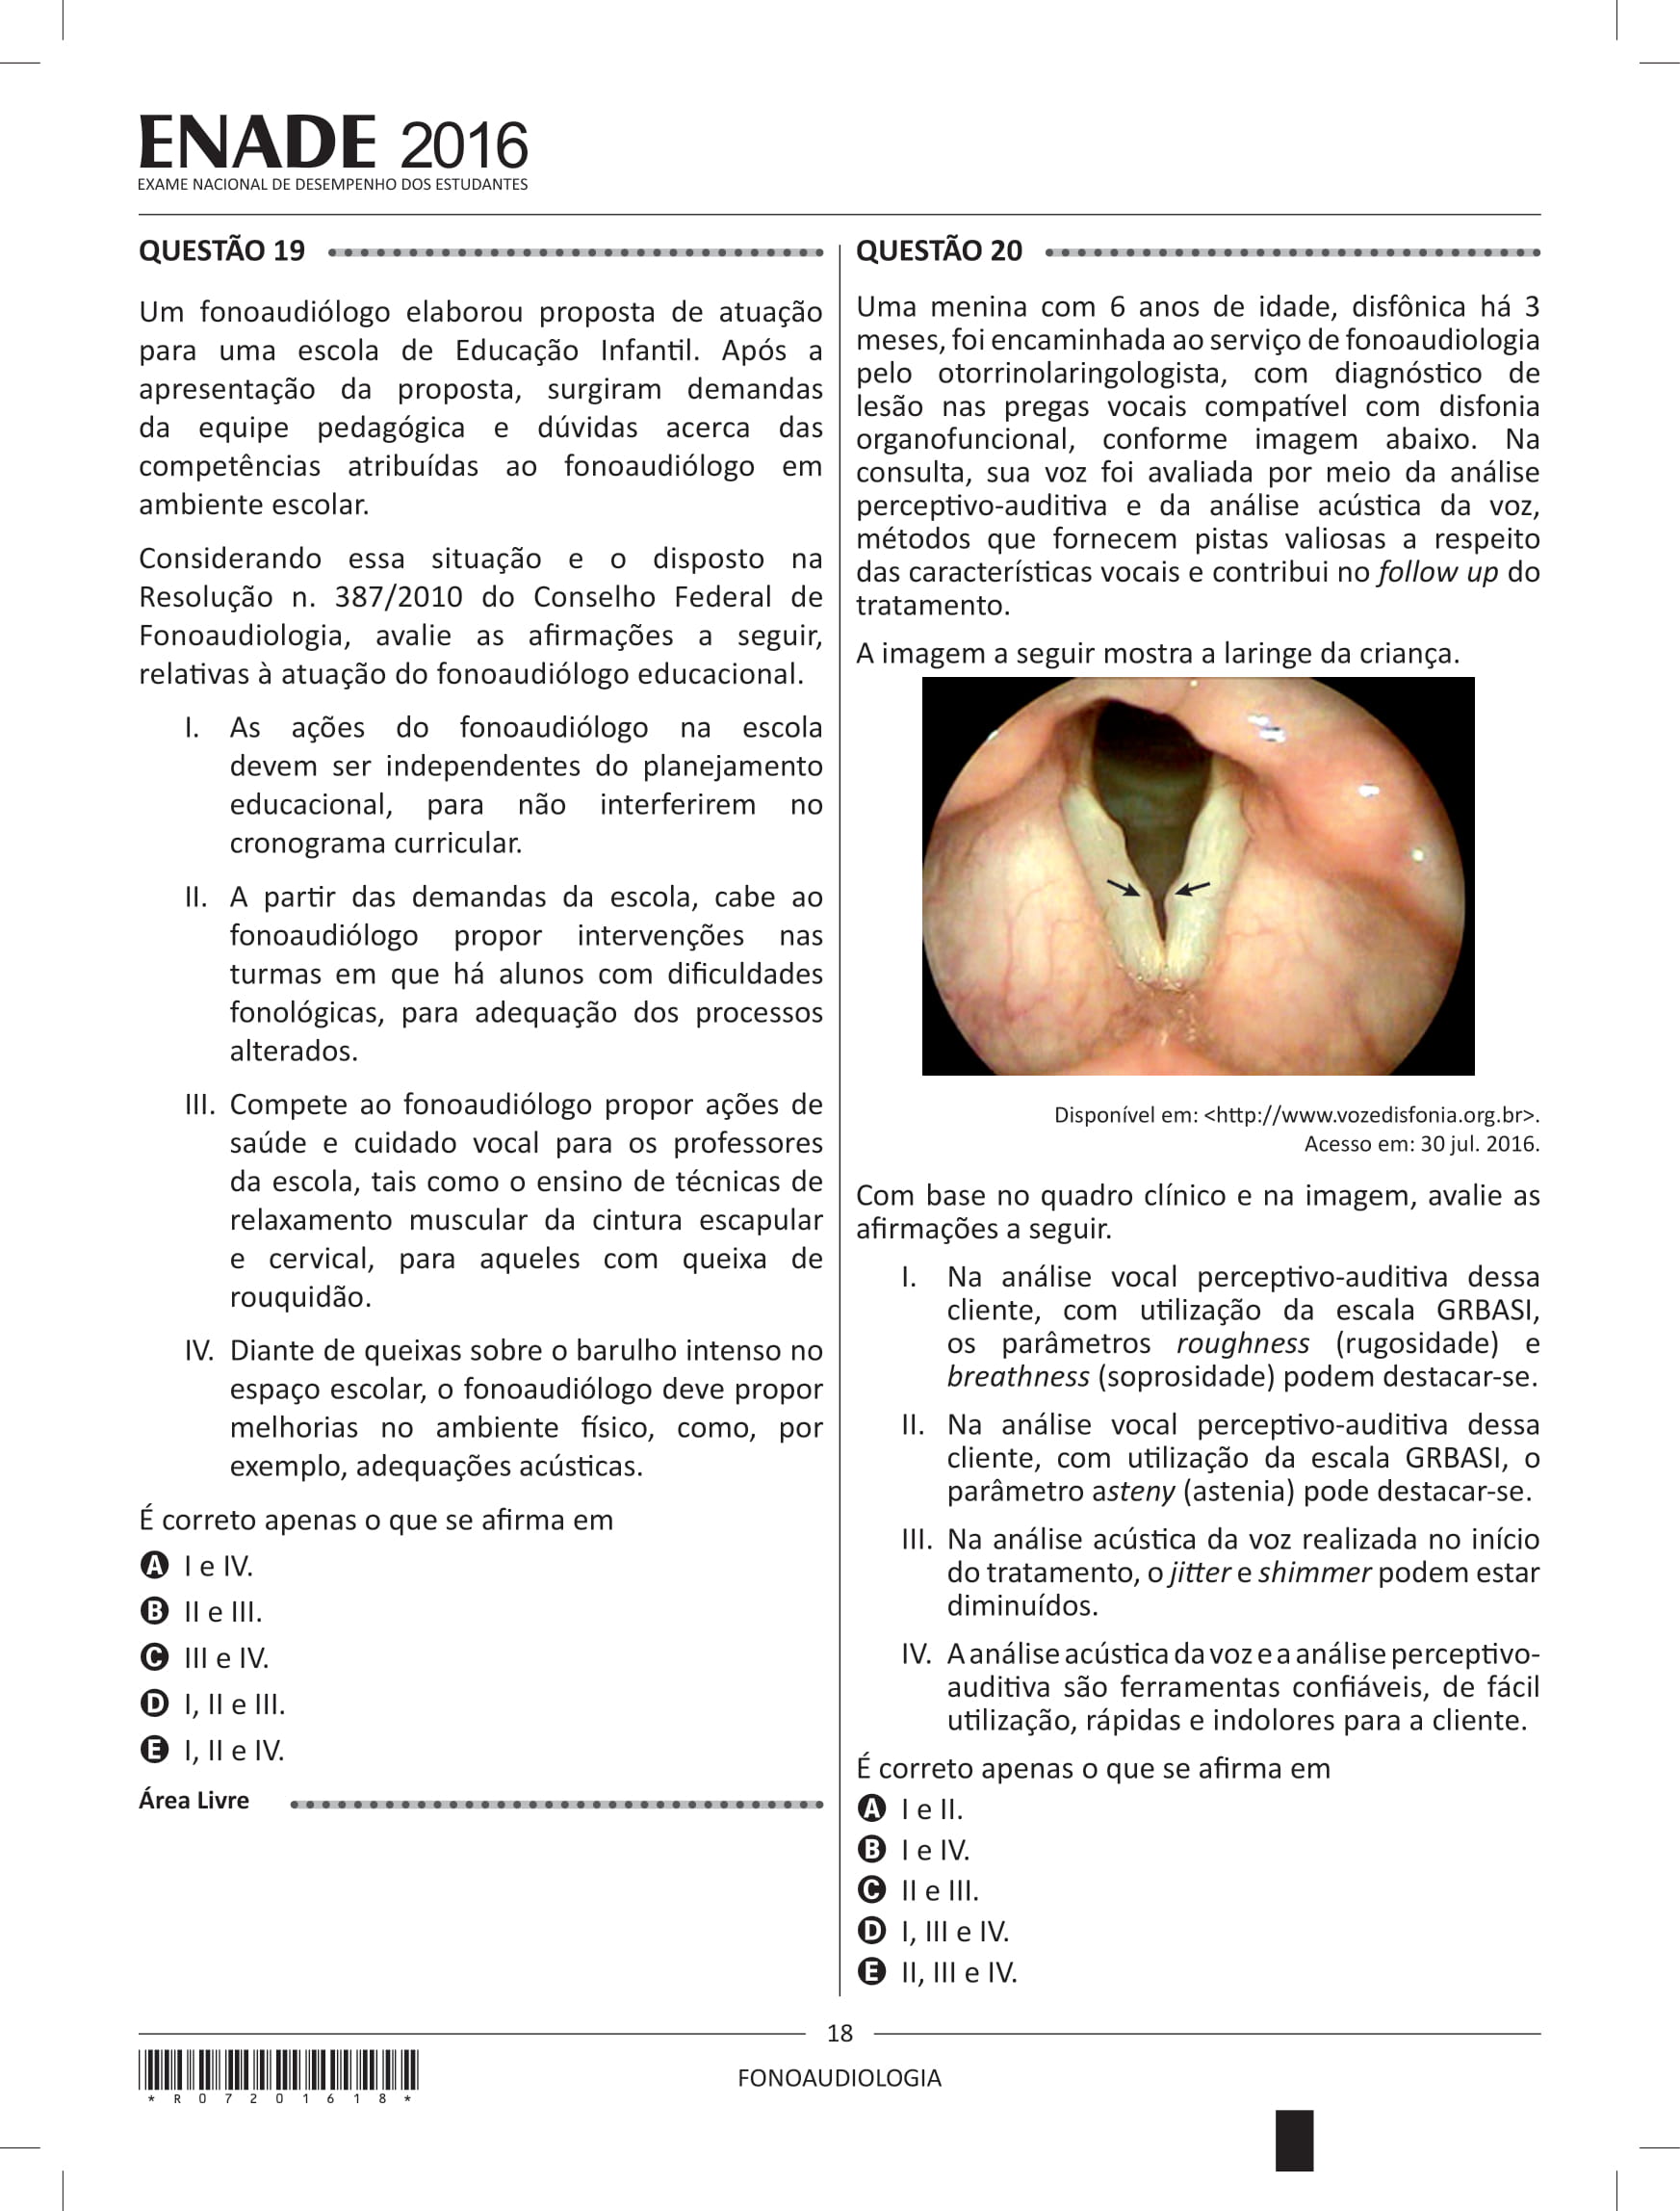 ENADE 2016
EXAME NACIONAL DE DESEMPENHO DOS ESTUDANTES
QUESTÃO 19
Um fonoaudiólogo elaborou proposta de atuação
para uma escola de Educação Infantil. Após a
apresentação da proposta, surgiram demandas
da equipe pedagógica e dúvidas acerca das
competências atribuídas ao fonoaudiólogo em
ambiente escolar.
Considerando essa situação e o disposto na
Resolução n. 387/2010 do Conselho Federal de
Fonoaudiologia, avalie as afirmações a seguir,
relativas à atuação do fonoaudiólogo educacional.
I. As ações do fonoaudiólogo na escola
devem ser independentes do planejamento
educacional, para não interferirem no
cronograma curricular.
II. A partir das demandas da escola, cabe ao
fonoaudiólogo propor intervenções nas
turmas em que há alunos com dificuldades
fonológicas, para adequação dos processos
alterados.
III. Compete ao fonoaudiólogo propor ações de
saúde e cuidado vocal para os professores
da escola, tais como o ensino de técnicas de
relaxamento muscular da cintura escapular
e cervical, para aqueles com queixa de
rouquidão.
IV. Diante de queixas sobre o barulho intenso no
espaço escolar, o fonoaudiólogo deve propor
melhorias no ambiente físico, como, por
exemplo, adequações acústicas.
É correto apenas o que se afirma em
A I e IV.
B II e III.
C III e IV.
D I, II e III.
E I, II e IV.
Área Livre
QUESTÃO 20
Uma menina com 6 anos de idade, disfônica há 3
meses, foi encaminhada ao serviço de fonoaudiologia
pelo otorrinolaringologista, com diagnóstico de
lesão nas pregas vocais compatível com disfonia
organofuncional, conforme imagem abaixo. Na
consulta, sua voz foi avaliada por meio da análise
perceptivo-auditiva e da análise acústica da voz,
métodos que fornecem pistas valiosas a respeito
das características vocais e contribui no follow up do
tratamento.
A imagem a seguir mostra a laringe da criança.
Disponível em: <http://www.vozedisfonia.org.br>.
Acesso em: 30 jul. 2016.
Com base no quadro clínico e na imagem, avalie as
afirmações a seguir.
I. Na análise vocal perceptivo-auditiva dessa
cliente, com utilização da escala GRBASI,
os parâmetros roughness (rugosidade) e
breathness (soprosidade) podem destacar-se.
II. Na análise vocal perceptivo-auditiva dessa
cliente, com utilização da escala GRBASI, o
parâmetro asteny (astenia) pode destacar-se.
III. Na análise acústica da voz realizada no início
do tratamento, o jitter e shimmer podem estar
diminuídos.
IV. A análise acústica da voz e a análise perceptivo-
auditiva são ferramentas confiáveis, de fácil
utilização, rápidas e indolores para a cliente.
É correto apenas o que se afirma em
A I e II.
B I e IV.
C II e III.
D I, III e IV.
E II, III e IV.
18
FONOAUDIOLOGIA
* R 0 7 2 0 1 6 1 8 *